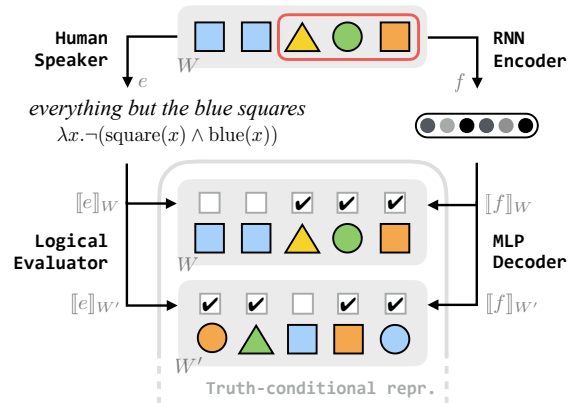 Human Speaker
W
RNN Encoder
e
f
everything but the blue squares
λx.¬(square(x) ∧ blue(x))
⟦e⟧W
✔ ✔ ✔
⟦f⟧W
Logical Evaluator
W
MLP Decoder
⟦e⟧W′
✔ ✔ ✔ ✔
⟦f⟧W′
W′
Truth-conditional repr.